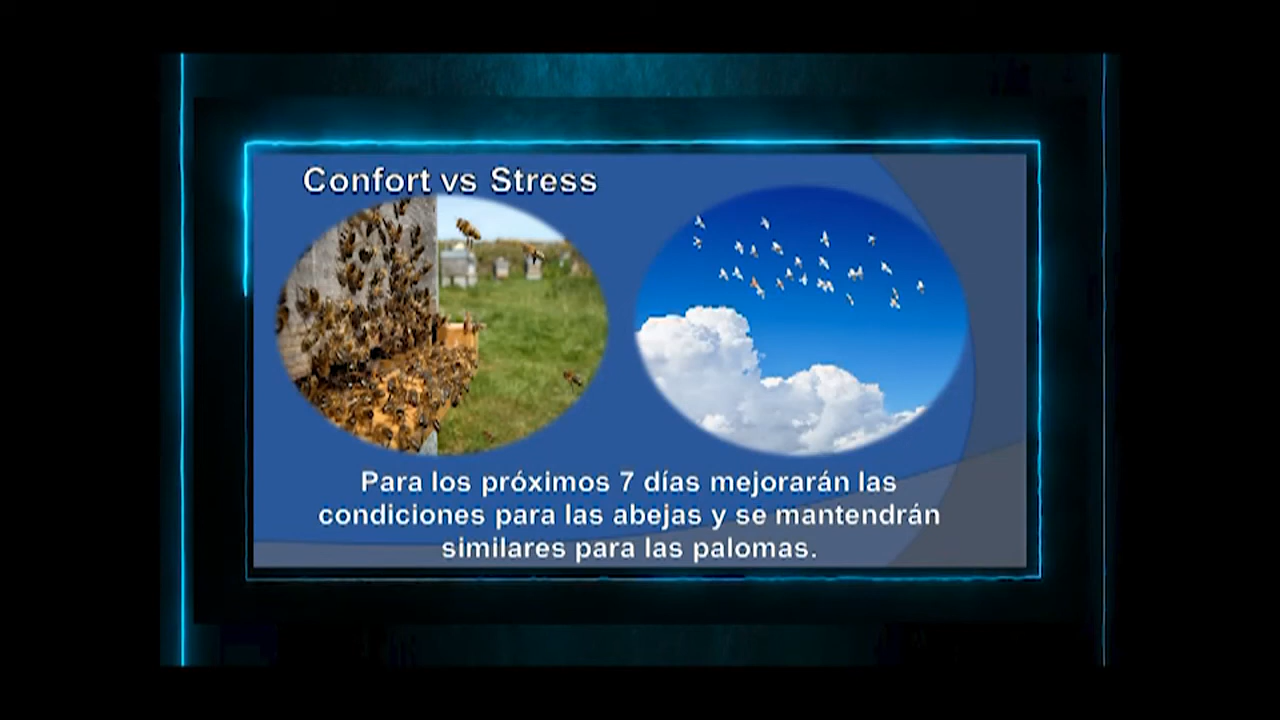 Confort vs Stress
Para los próximos 7 días mejorarán las
condiciones para las abejas y se mantendrán
similares para las palomas.